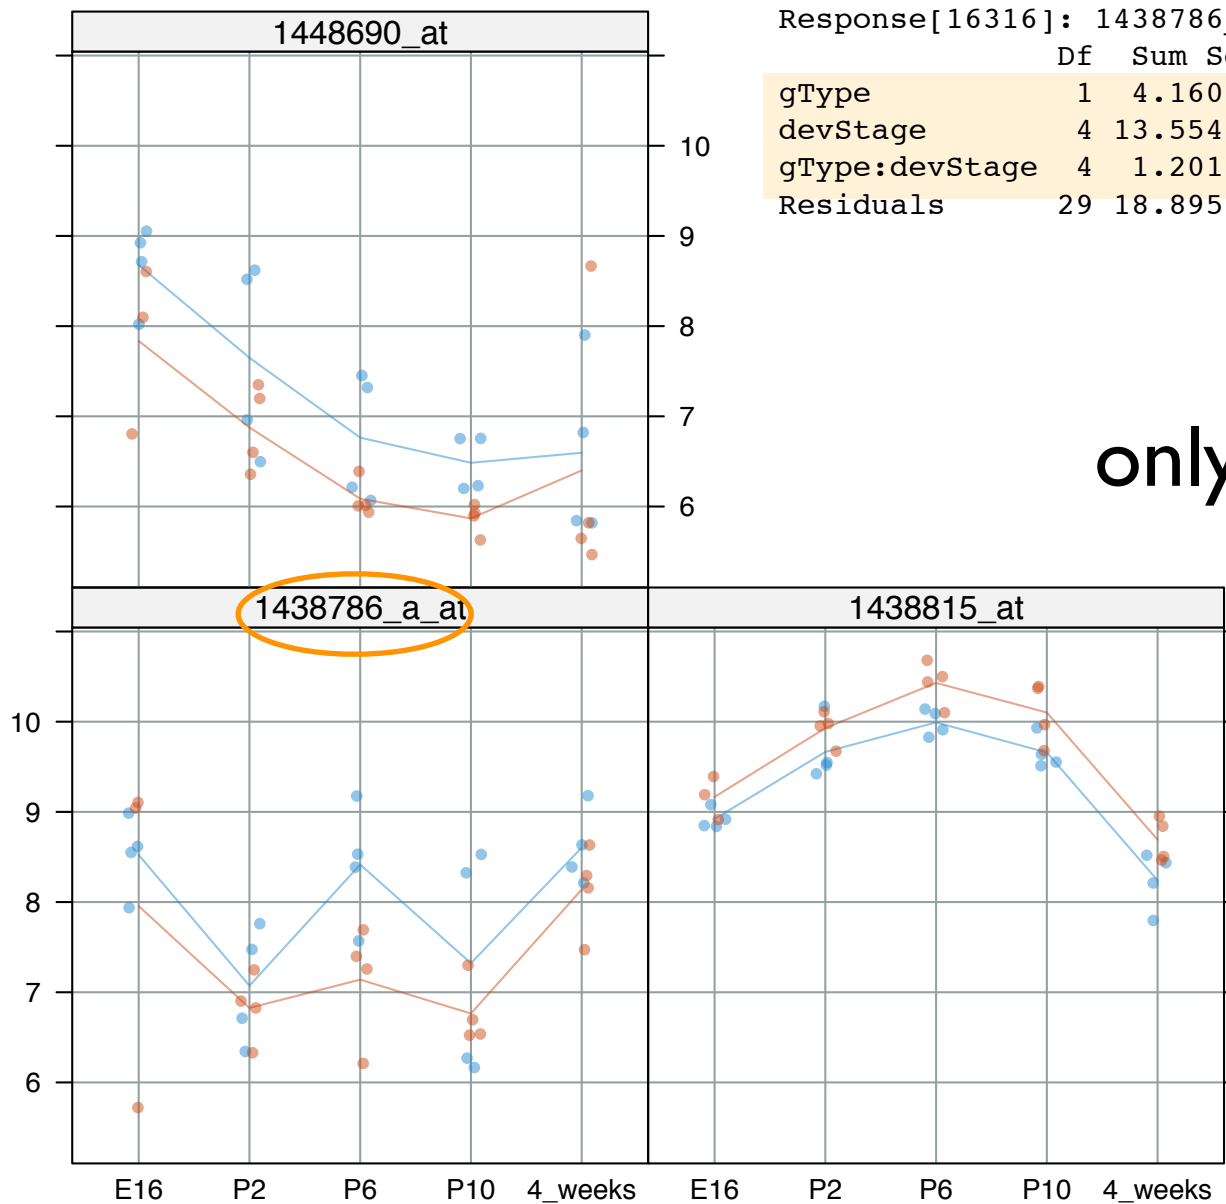 1448690_at
10
9
8
7
6
Response[16316]: 1438786_
Df Sum S
gType 1 4.160
devStage 4 13.554
gType:devStage 4 1.201
Residuals 29 18.895
only
1438786_a_at
1438815_at
10
9
8
7
6
E16 P2 P6 P10 4_weeks E16 P2 P6 P10 4_weeks